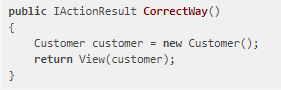 public IActionResult CorrectWay()
{
    Customer customer = new Customer();
    return View(customer);
}